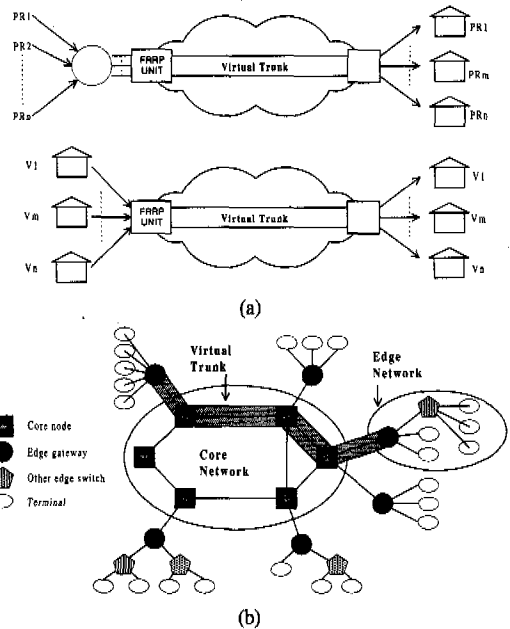 PR1
PR2
PRn
FRRP
UNIT
Virtual Trunk
PR1
PRm
PRn
V1
Vm
Vn
FRRP
UNIT
Virtual Trunk
V1
Vm
Vn
(a)
Virtual
Trunk
Edge
Network
Core
Network
Core node
Edge gateway
Other edge switch
Terminal
(b)